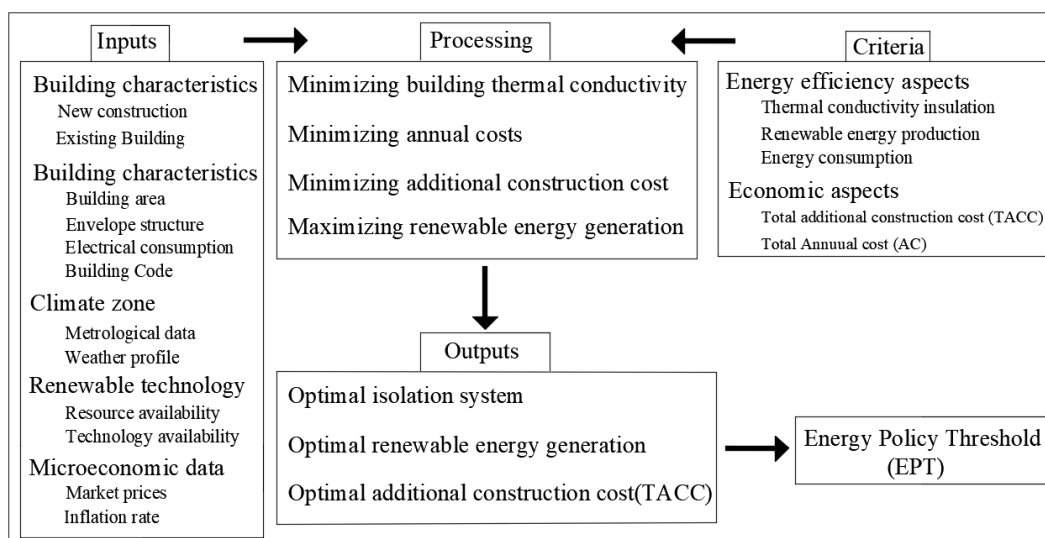 Inputs
Building characteristics
New construction
Existing Building
Building characteristics
Building area
Envelope structure
Electrical consumption
Building Code
Climate zone
Metrological data
Weather profile
Renewable technology
Resource availability
Technology availability
Microeconomic data
Market prices
Inflation rate
Processing
Minimizing building thermal conductivity
Minimizing annual costs
Minimizing additional construction cost
Maximizing renewable energy generation
Criteria
Energy efficiency aspects
Thermal conductivity insulation
Renewable energy production
Energy consumption
Economic aspects
Total additional construction cost (TACC)
Total Annuual cost (AC)
Outputs
Optimal isolation system
Optimal renewable energy generation
Optimal additional construction cost(TACC)
Energy Policy Threshold
(EPT)